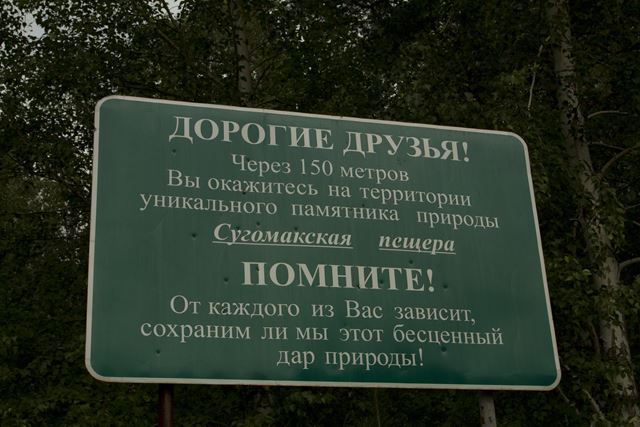 ДОРОГИЕ ДРУЗЬЯ!
Через 150 метров
Вы окажитесь на территории
уникального памятника природы
Сугомакская пещера
ПОМНИТЕ!
От каждого из Вас зависит,
сохраним ли мы этот бесценный
дар природы!